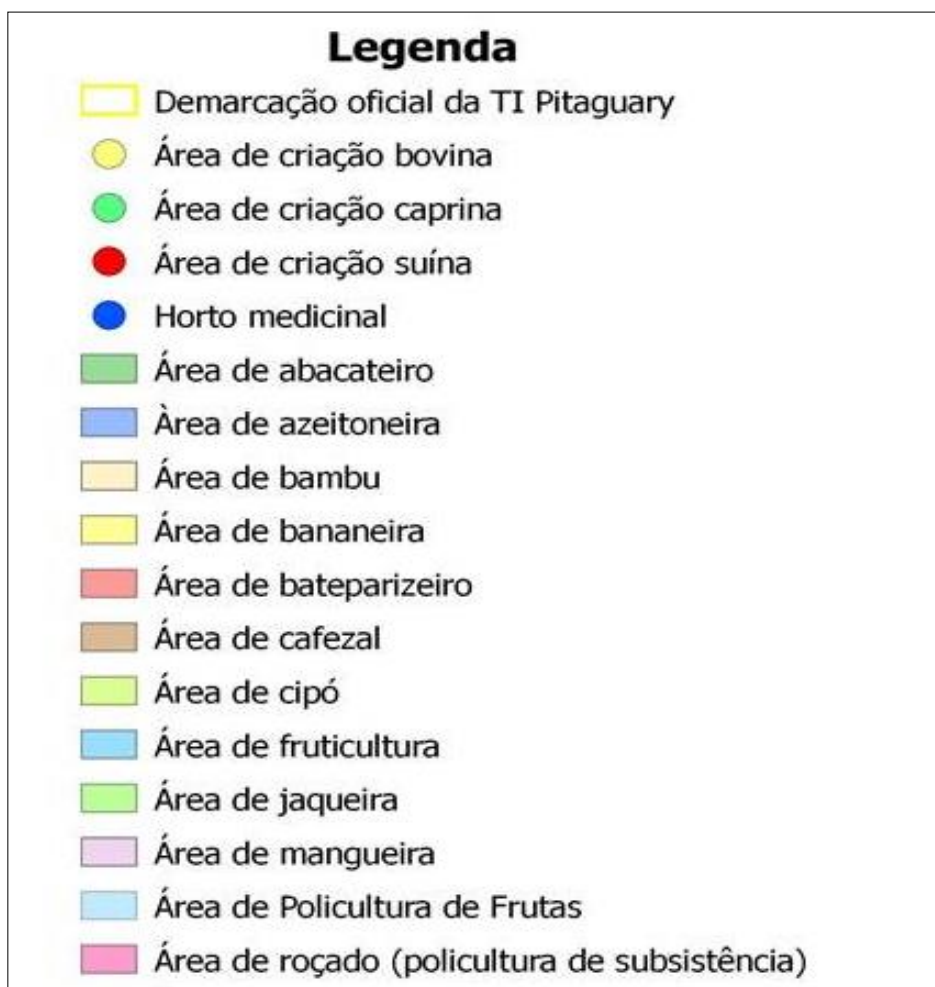 Legenda
Demarcação oficial da TI Pitaguary
Área de criação bovina
Área de criação caprina
Área de criação suína
Horto medicinal
Área de abacateiro
Àrea de azeitoneira
Área de bambu
Área de bananeira
Área de bateparizeiro
Área de cafezal
Área de cipó
Área de fruticultura
Área de jaqueira
Área de mangueira
Área de Policultura de Frutas
Área de roçado (policultura de subsistência)